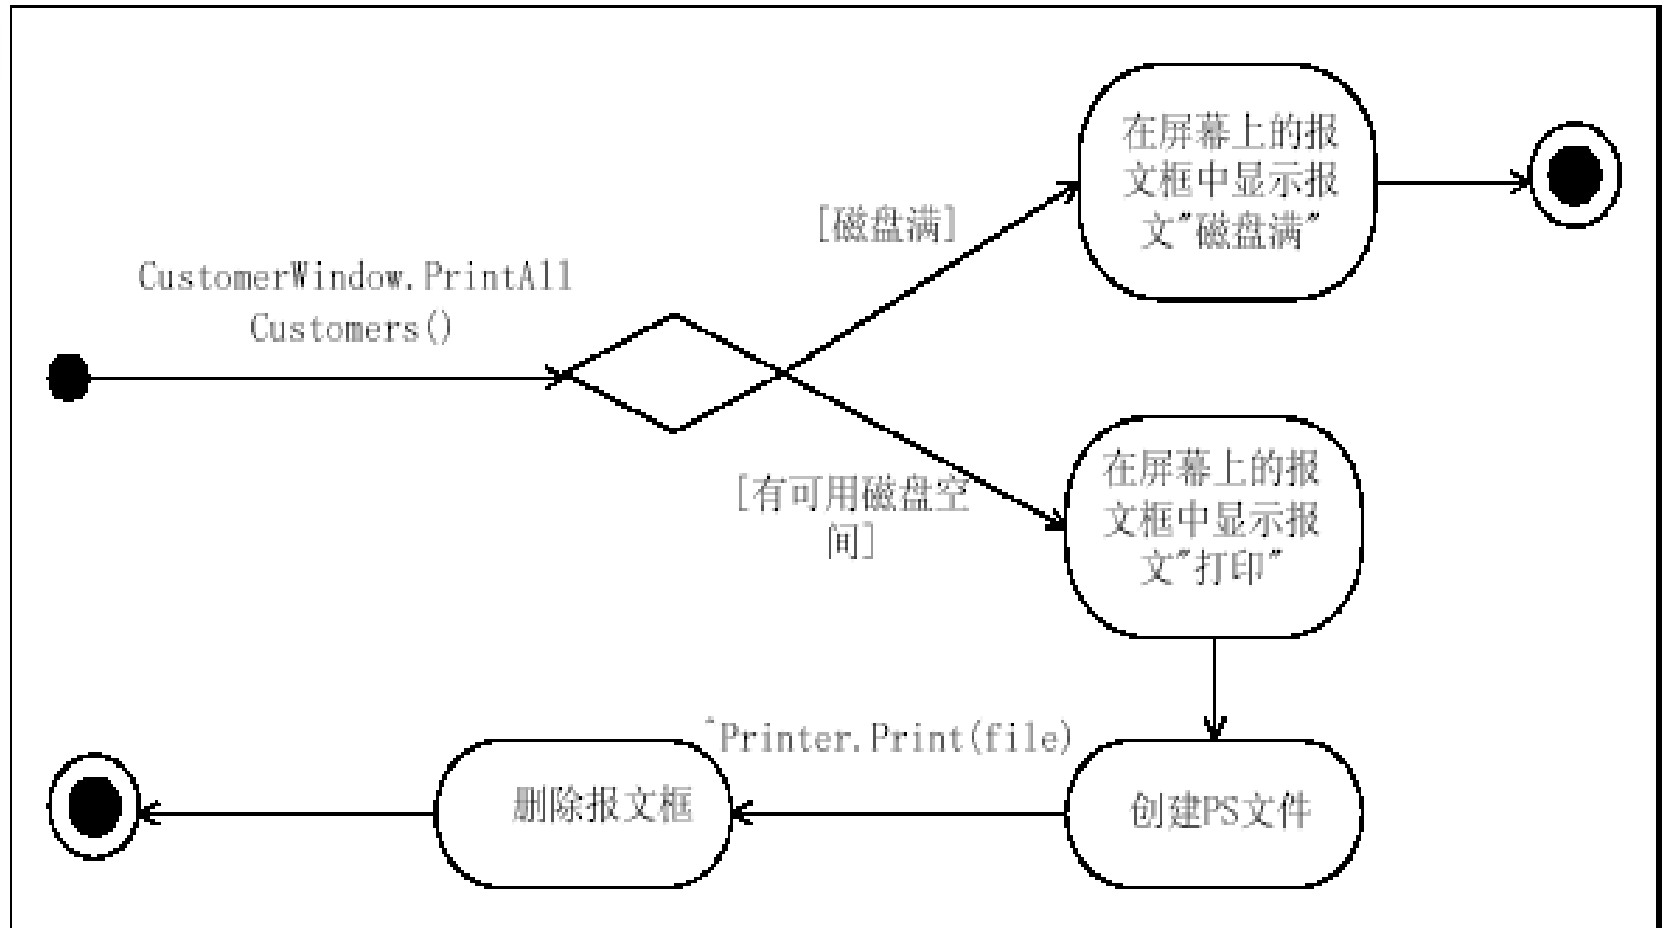 在屏幕上的报
文框中显示报
文"磁盘满"
[磁盘满]
CustomerWindow.PrintAll
Customers()
[有可用磁盘空
间]
在屏幕上的报
文框中显示报
文"打印"
^Printer.Print(file)
删除报文框
创建PS文件